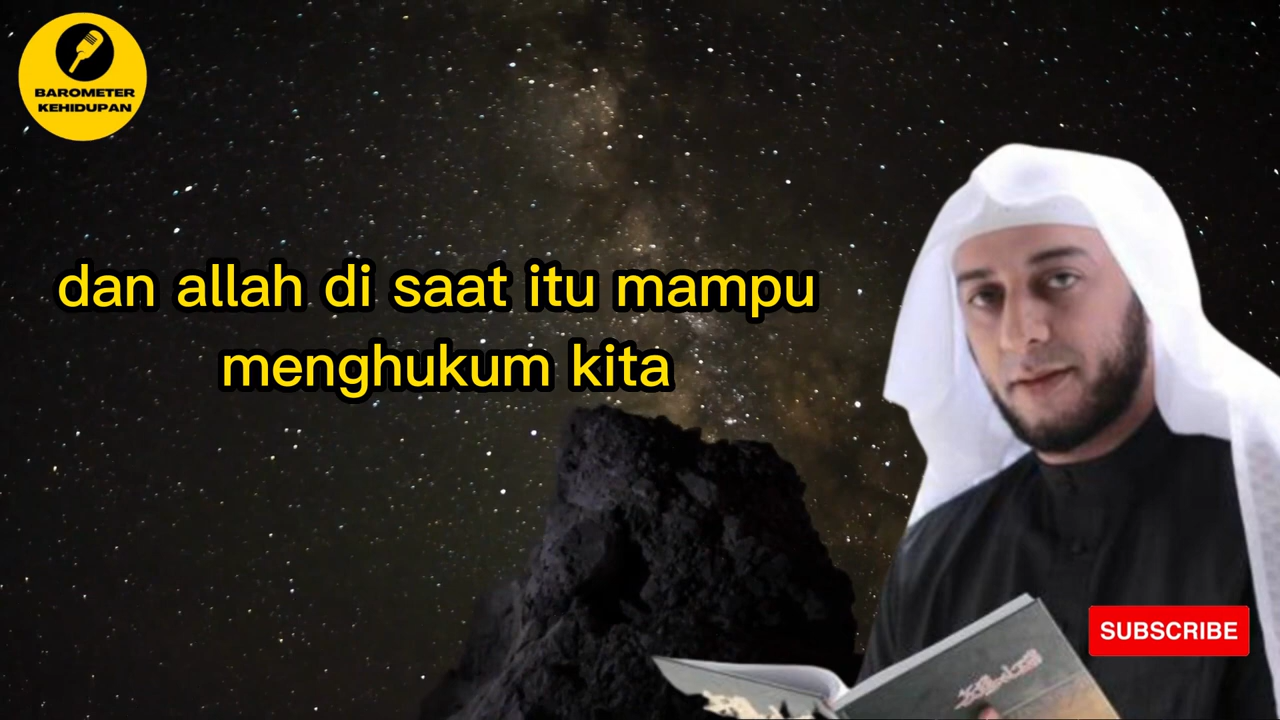 BAROMETER
KEHIDUPAN
dan allah di saat itu mampu
menghukum kita
SUBSCRIBE